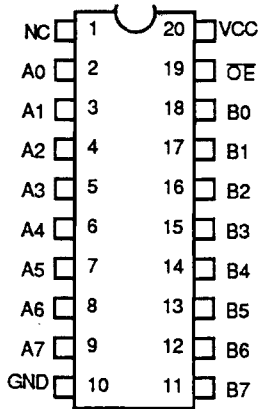 NC 1 20 VCC
A0 2 19 O̅E̅
A1 3 18 B0
A2 4 17 B1
A3 5 16 B2
A4 6 15 B3
A5 7 14 B4
A6 8 13 B5
A7 9 12 B6
GND 10 11 B7